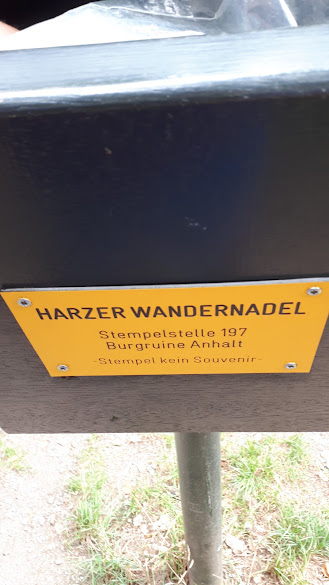 HARZER WANDERNADEL
Stempelstelle 197
Burgruine Anhalt
-Stempel kein Souvenir-